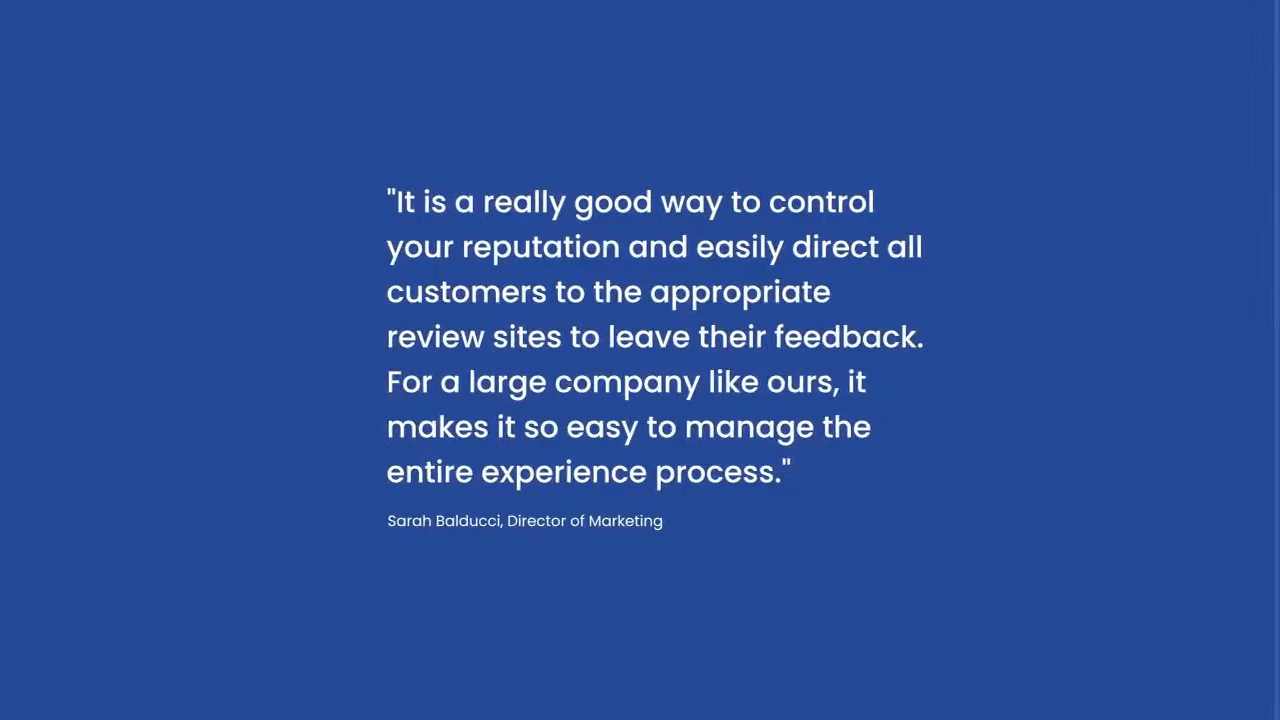 "It is a really good way to control
your reputation and easily direct all
customers to the appropriate
review sites to leave their feedback.
For a large company like ours, it
makes it so easy to manage the
entire experience process."
Sarah Balducci, Director of Marketing